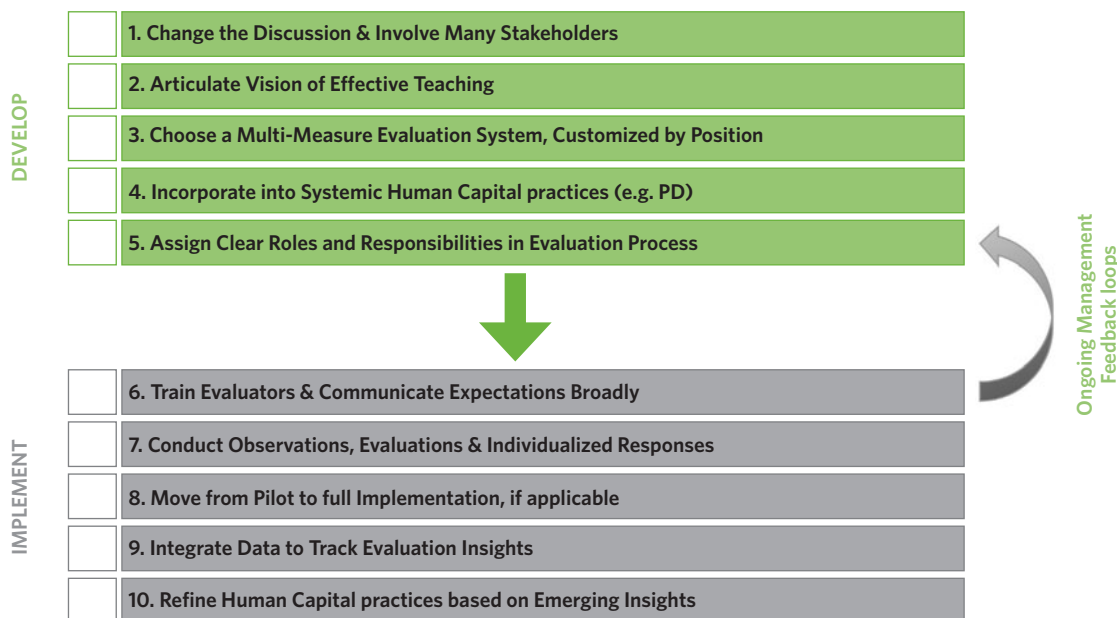 DEVELOP
1. Change the Discussion & Involve Many Stakeholders
2. Articulate Vision of Effective Teaching
3. Choose a Multi-Measure Evaluation System, Customized by Position
4. Incorporate into Systemic Human Capital practices (e.g. PD)
5. Assign Clear Roles and Responsibilities in Evaluation Process
Ongoing Management
Feedback loops
IMPLEMENT
6. Train Evaluators & Communicate Expectations Broadly
7. Conduct Observations, Evaluations & Individualized Responses
8. Move from Pilot to full Implementation, if applicable
9. Integrate Data to Track Evaluation Insights
10. Refine Human Capital practices based on Emerging Insights